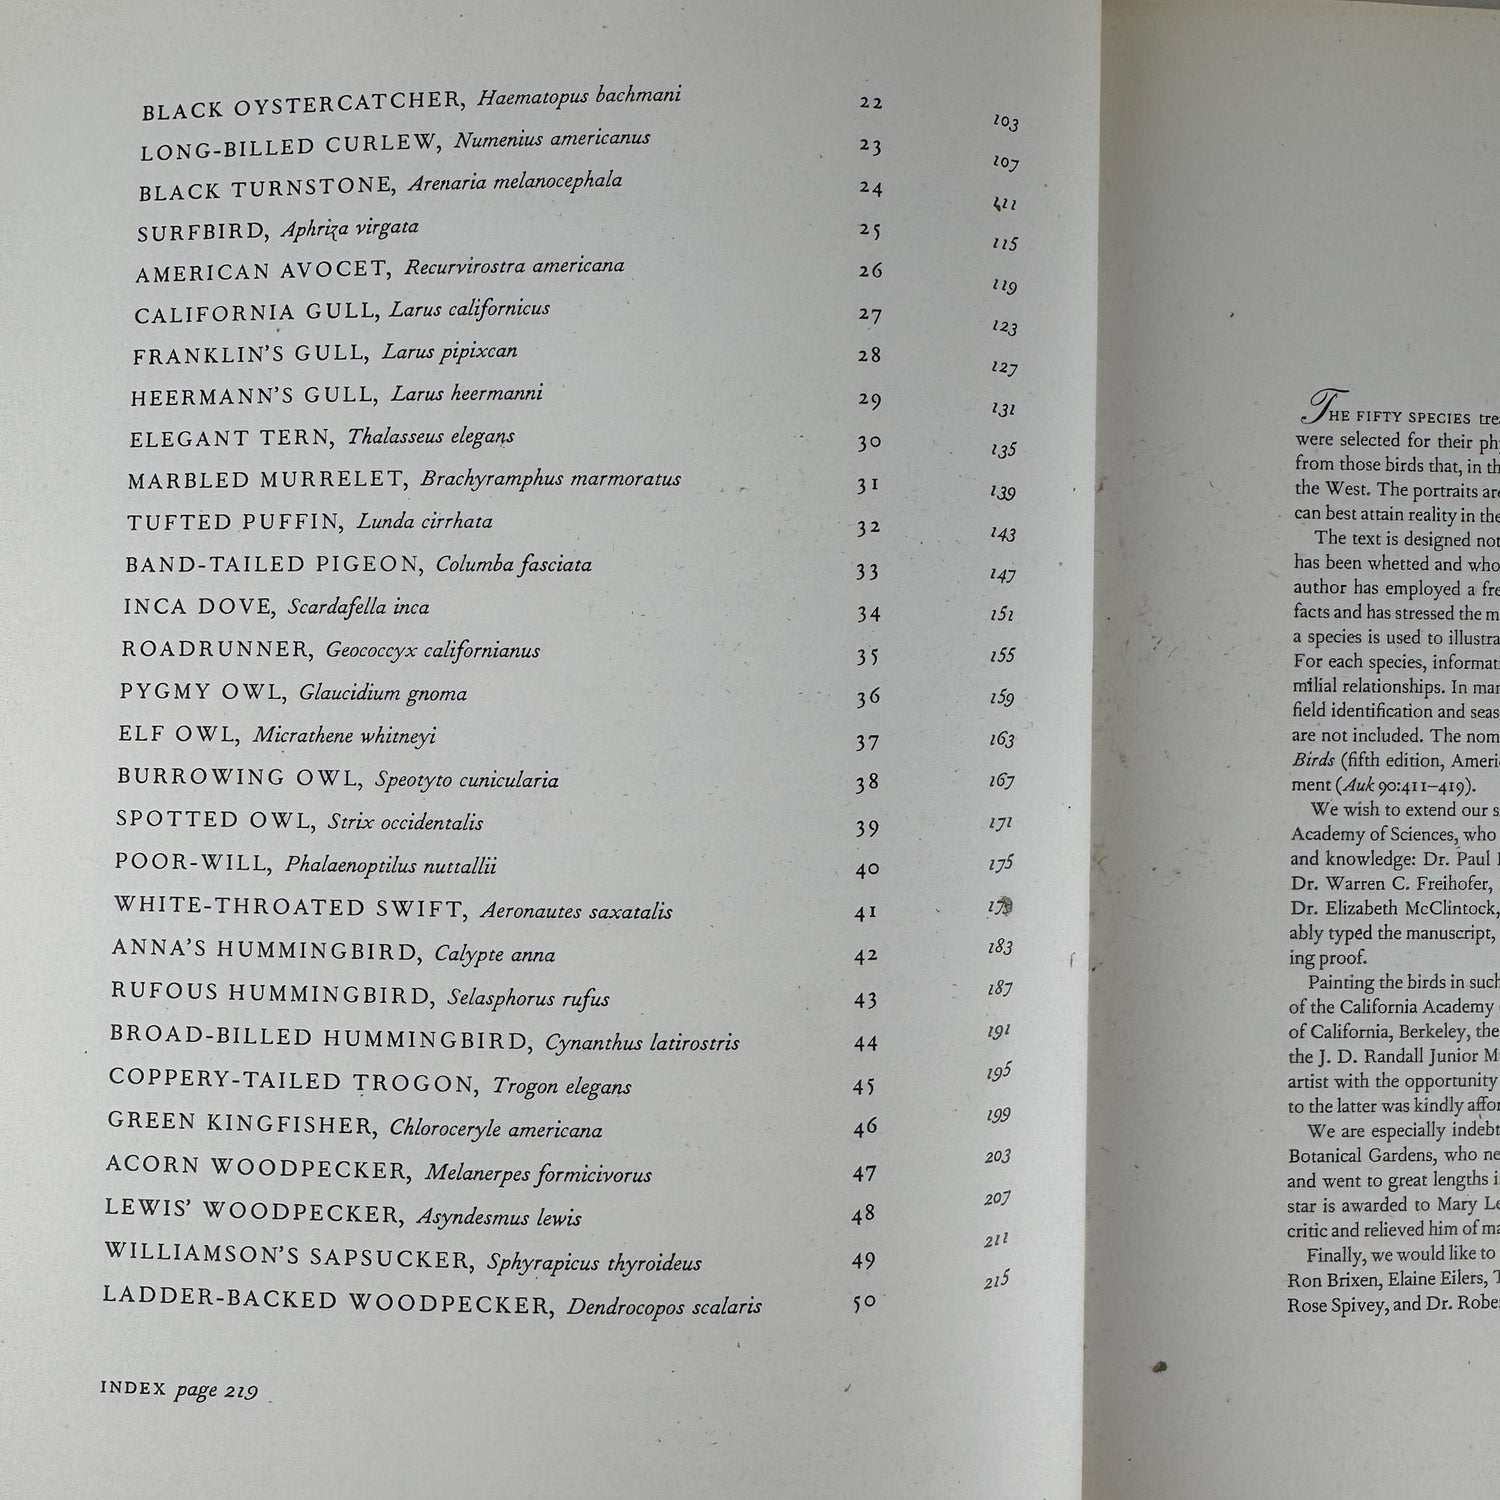 BLACK OYSTERCATCHER, Haematopus bachmani 22 103
LONG-BILLED CURLEW, Numenius americanus 23 107
BLACK TURNSTONE, Arenaria melanocephala 24 111
SURFBIRD, Aphriza virgata 25 115
AMERICAN AVOCET, Recurvirostra americana 26 119
CALIFORNIA GULL, Larus californicus 27 123
FRANKLIN'S GULL, Larus pipixcan 28 127
HEERMANN'S GULL, Larus heermanni 29 131
ELEGANT TERN, Thalasseus elegans 30 135
MARBLED MURRELET, Brachyramphus marmoratus 31 139
TUFTED PUFFIN, Lunda cirrhata 32 143
BAND-TAILED PIGEON, Columba fasciata 33 147
INCA DOVE, Scardafella inca 34 151
ROADRUNNER, Geococcyx californianus 35 155
PYGMY OWL, Glaucidium gnoma 36 159
ELF OWL, Micrathene whitneyi 37 163
BURROWING OWL, Speotyto cunicularia 38 167
SPOTTED OWL, Strix occidentalis 39 171
POOR-WILL, Phalaenoptilus nuttallii 40 175
WHITE-THROATED SWIFT, Aeronautes saxatalis 41 179
ANNA'S HUMMINGBIRD, Calypte anna 42 183
RUFOUS HUMMINGBIRD, Selasphorus rufus 43 187
BROAD-BILLED HUMMINGBIRD, Cynanthus latirostris 44 191
COPPERY-TAILED TROGON, Trogon elegans 45 195
GREEN KINGFISHER, Chloroceryle americana 46 199
ACORN WOODPECKER, Melanerpes formicivorus 47 203
LEWIS' WOODPECKER, Asyndesmus lewis 48 207
WILLIAMSON'S SAPSUCKER, Sphyrapicus thyroideus 49 211
LADDER-BACKED WOODPECKER, Dendrocopos scalaris 50 215
INDEX page 219
THE FIFTY SPECIES
were selected for their
from those birds that, in
the West. The portraits
can best attain reality in the
The text is designed not
has been whetted and who
author has employed a
facts and has stressed the
a species is used to
For each species,
milial relationships. In
field identification and
are not included. The
Birds (fifth edition,
ment (Auk 90:411–419).
We wish to extend our
Academy of Sciences, who
and knowledge: Dr. Paul
Dr. Warren C. Freihofer,
Dr. Elizabeth McClintock,
ably typed the manuscript,
ing proof.
Painting the birds in such
of the California Academy
of California, Berkeley, the
the J. D. Randall Junior
artist with the opportunity
to the latter was kindly
We are especially
Botanical Gardens, who
and went to great lengths
star is awarded to Mary
critic and relieved him of
Finally, we would like to
Ron Brixen, Elaine Eilers,
Rose Spivey, and Dr.